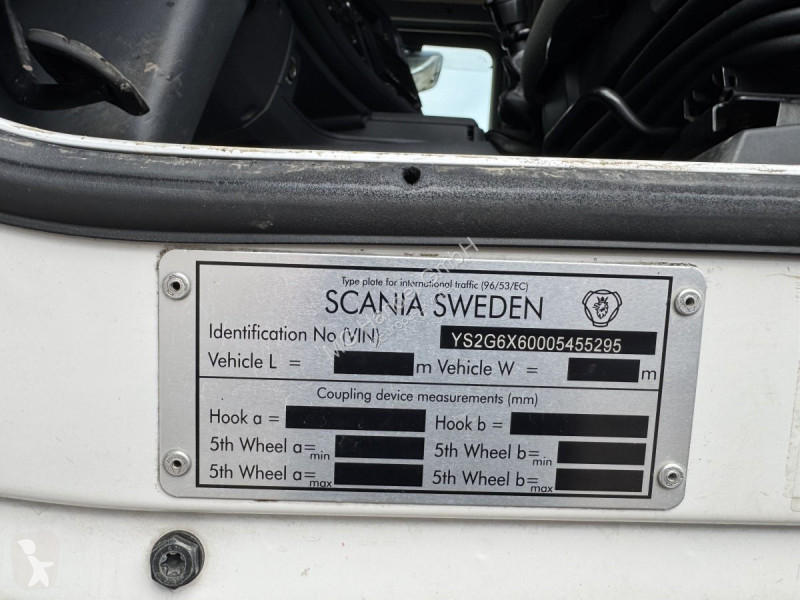 Type plate for international traffic (96/53/EC)
SCANIA SWEDEN
Identification No (VIN) YS2G6X60005455295
Vehicle L = m Vehicle W = m
Coupling device measurements (mm)
Hook a = Hook b =
5th Wheel a=min 5th Wheel b=min
5th Wheel a=max 5th Wheel b=max